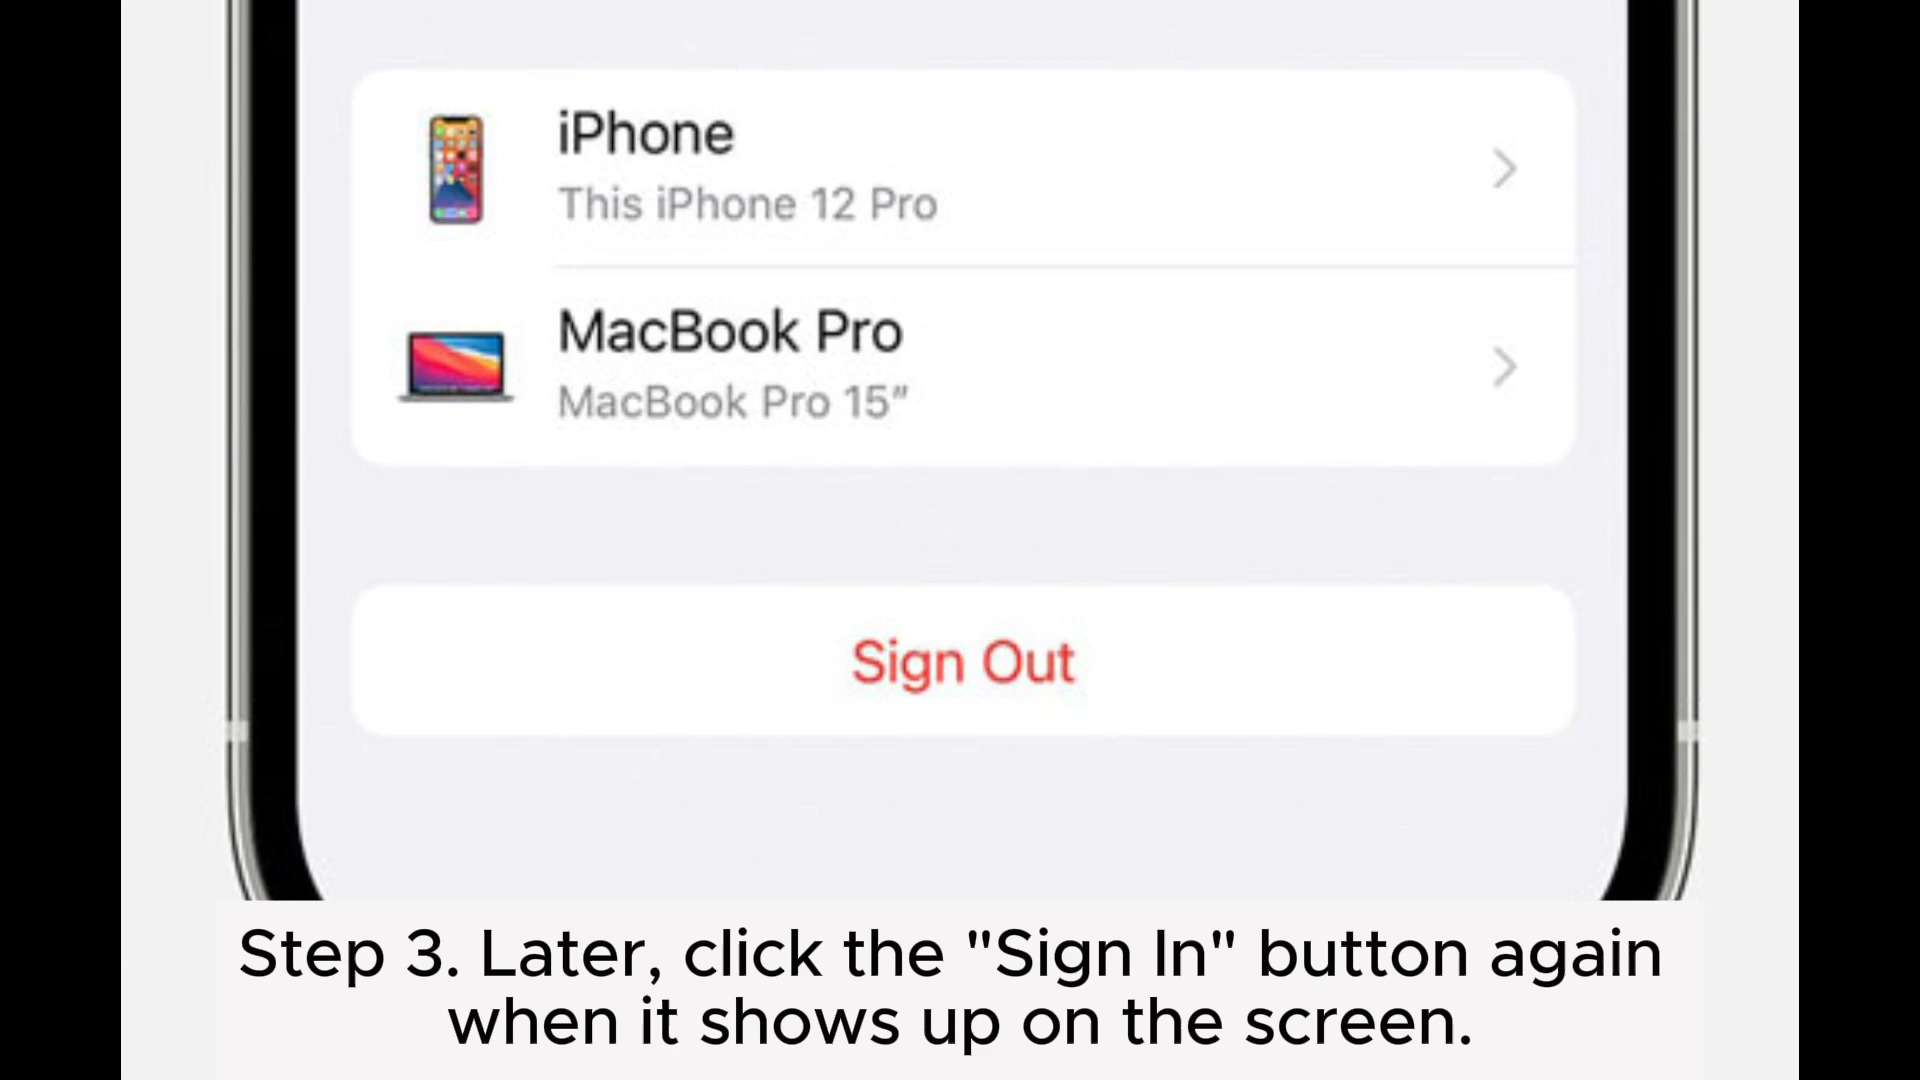 iPhone
This iPhone 12 Pro
MacBook Pro
MacBook Pro 15″
Sign Out
Step 3. Later, click the "Sign In" button again
when it shows up on the screen.